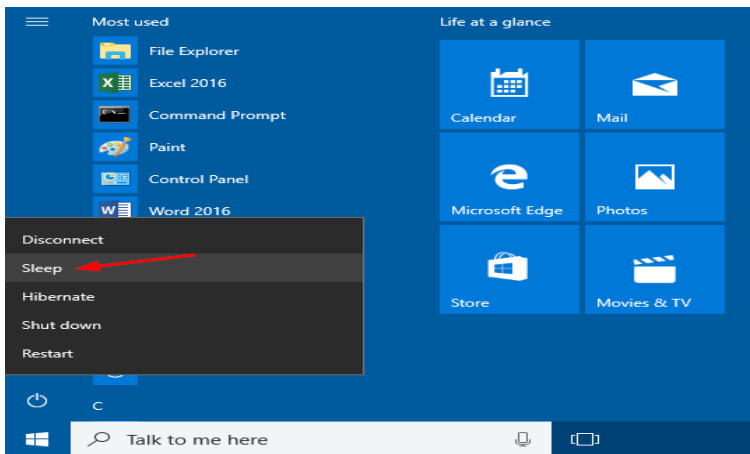 Most used
File Explorer
Excel 2016
Command Prompt
Paint
Control Panel
Word 2016
Life at a glance
Calendar
Mail
Microsoft Edge
Photos
Store
Movies & TV
Disconnect
Sleep
Hibernate
Shut down
Restart
C
Talk to me here